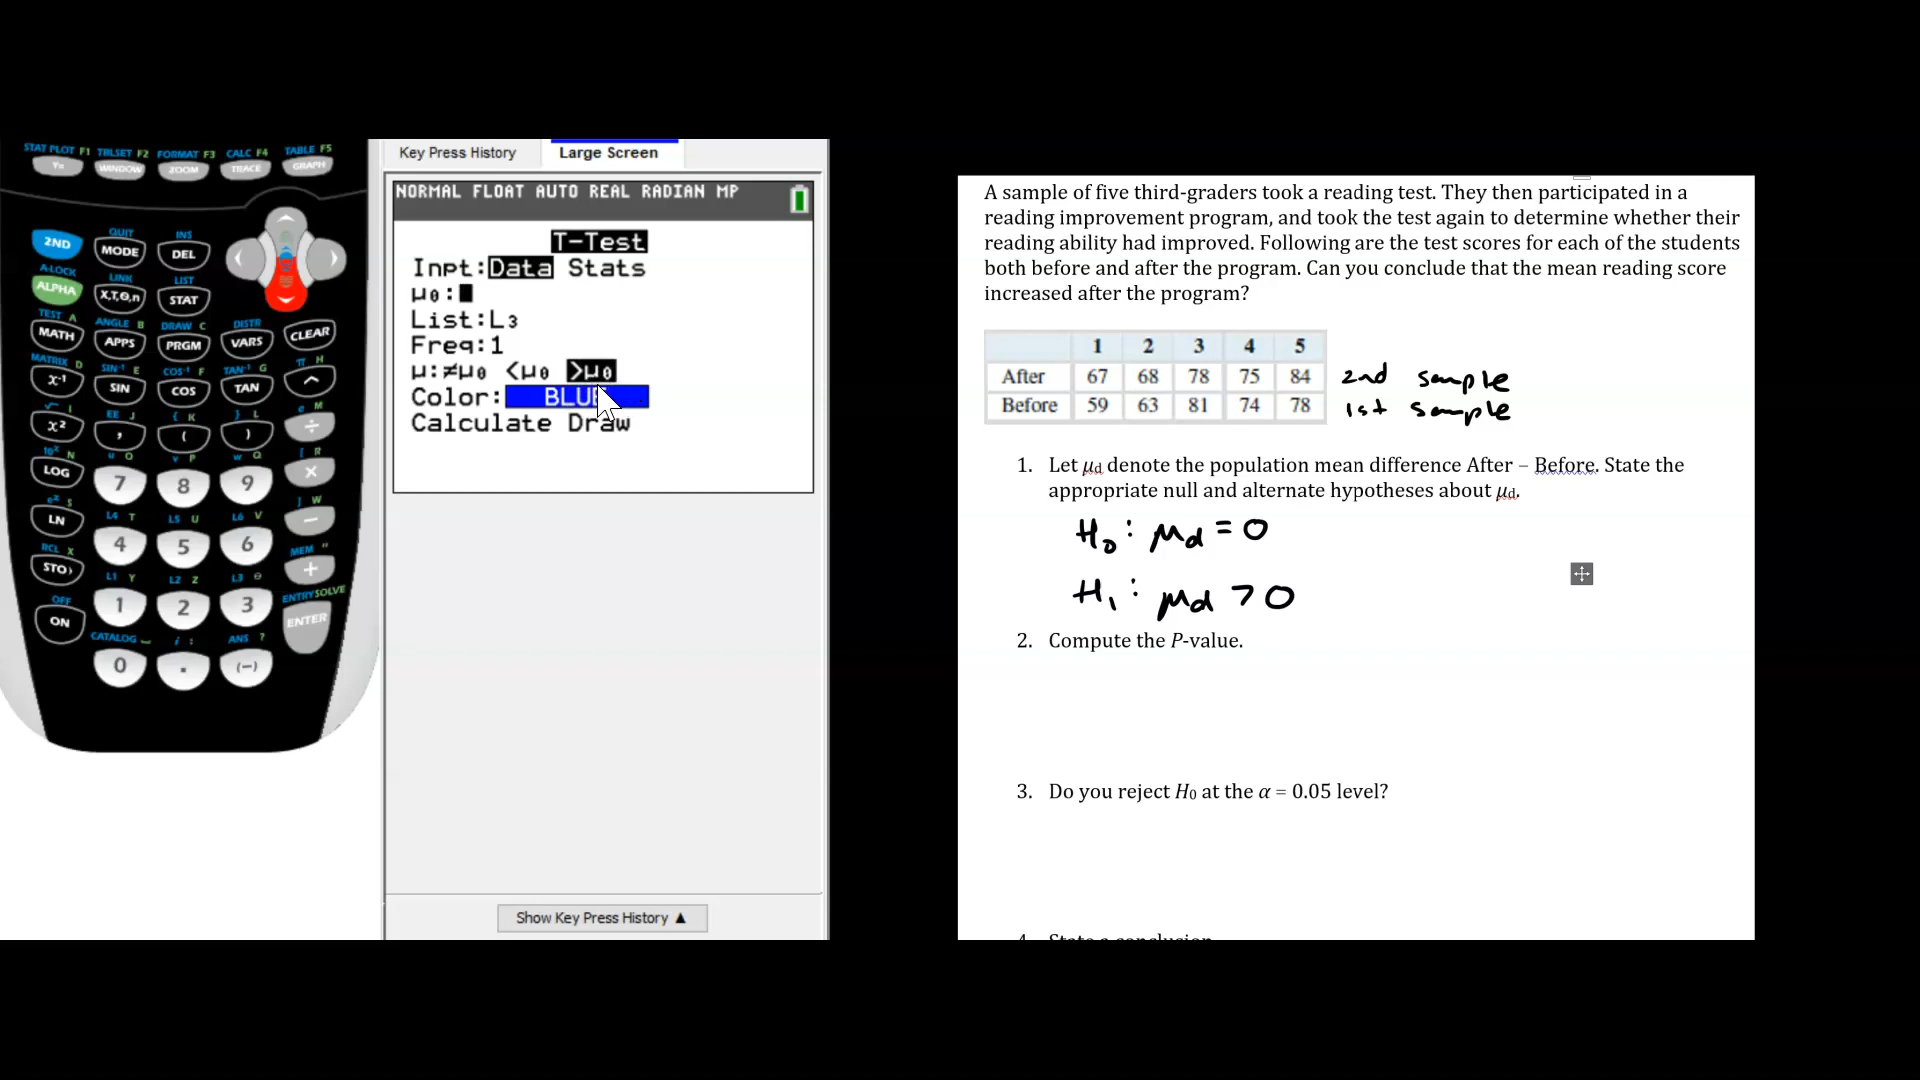 STAT PLOT F1 TBLSET F2 FORMAT F3 CALC F4 TABLE F5
Y= WINDOW ZOOM TRACE GRAPH
QUIT INS
2ND MODE DEL
A-LOCK LINK LIST
ALPHA X,T,Θ,n STAT
TEST A ANGLE B DRAW C DISTR
MATH APPS PRGM VARS CLEAR
MATRIX D SIN⁻¹ E COS⁻¹ F TAN⁻¹ G π H
x⁻¹ SIN COS TAN ^
√ I EE J { K } L e M
x² , ( ) ÷
10ˣ N u O v P w Q [ R
LOG 7 8 9 ×
eˣ S L4 T L5 U L6 V ] W
LN 4 5 6 −
RCL X L1 Y L2 Z L3 θ MEM "
STO› 1 2 3 +
OFF CATALOG i : ANS ? ENTRY SOLVE
ON 0 . (−) ENTER
Key Press History Large Screen
NORMAL FLOAT AUTO REAL RADIAN MP
T-Test
Inpt:Data Stats
μ₀:
List:L₃
Freq:1
μ:≠μ₀ <μ₀ >μ₀
Color: BLUE
Calculate Draw
Show Key Press History ▲
A sample of five third-graders took a reading test. They then participated in a
reading improvement program, and took the test again to determine whether their
reading ability had improved. Following are the test scores for each of the students
both before and after the program. Can you conclude that the mean reading score
increased after the program?
1 2 3 4 5
After 67 68 78 75 84 2nd sample
Before 59 63 81 74 78 1st sample
1. Let μd denote the population mean difference After – Before. State the
appropriate null and alternate hypotheses about μd.
H₀ : μd = 0
H₁ : μd > 0
2. Compute the P-value.
3. Do you reject H0 at the α = 0.05 level?
4. State a conclusion.